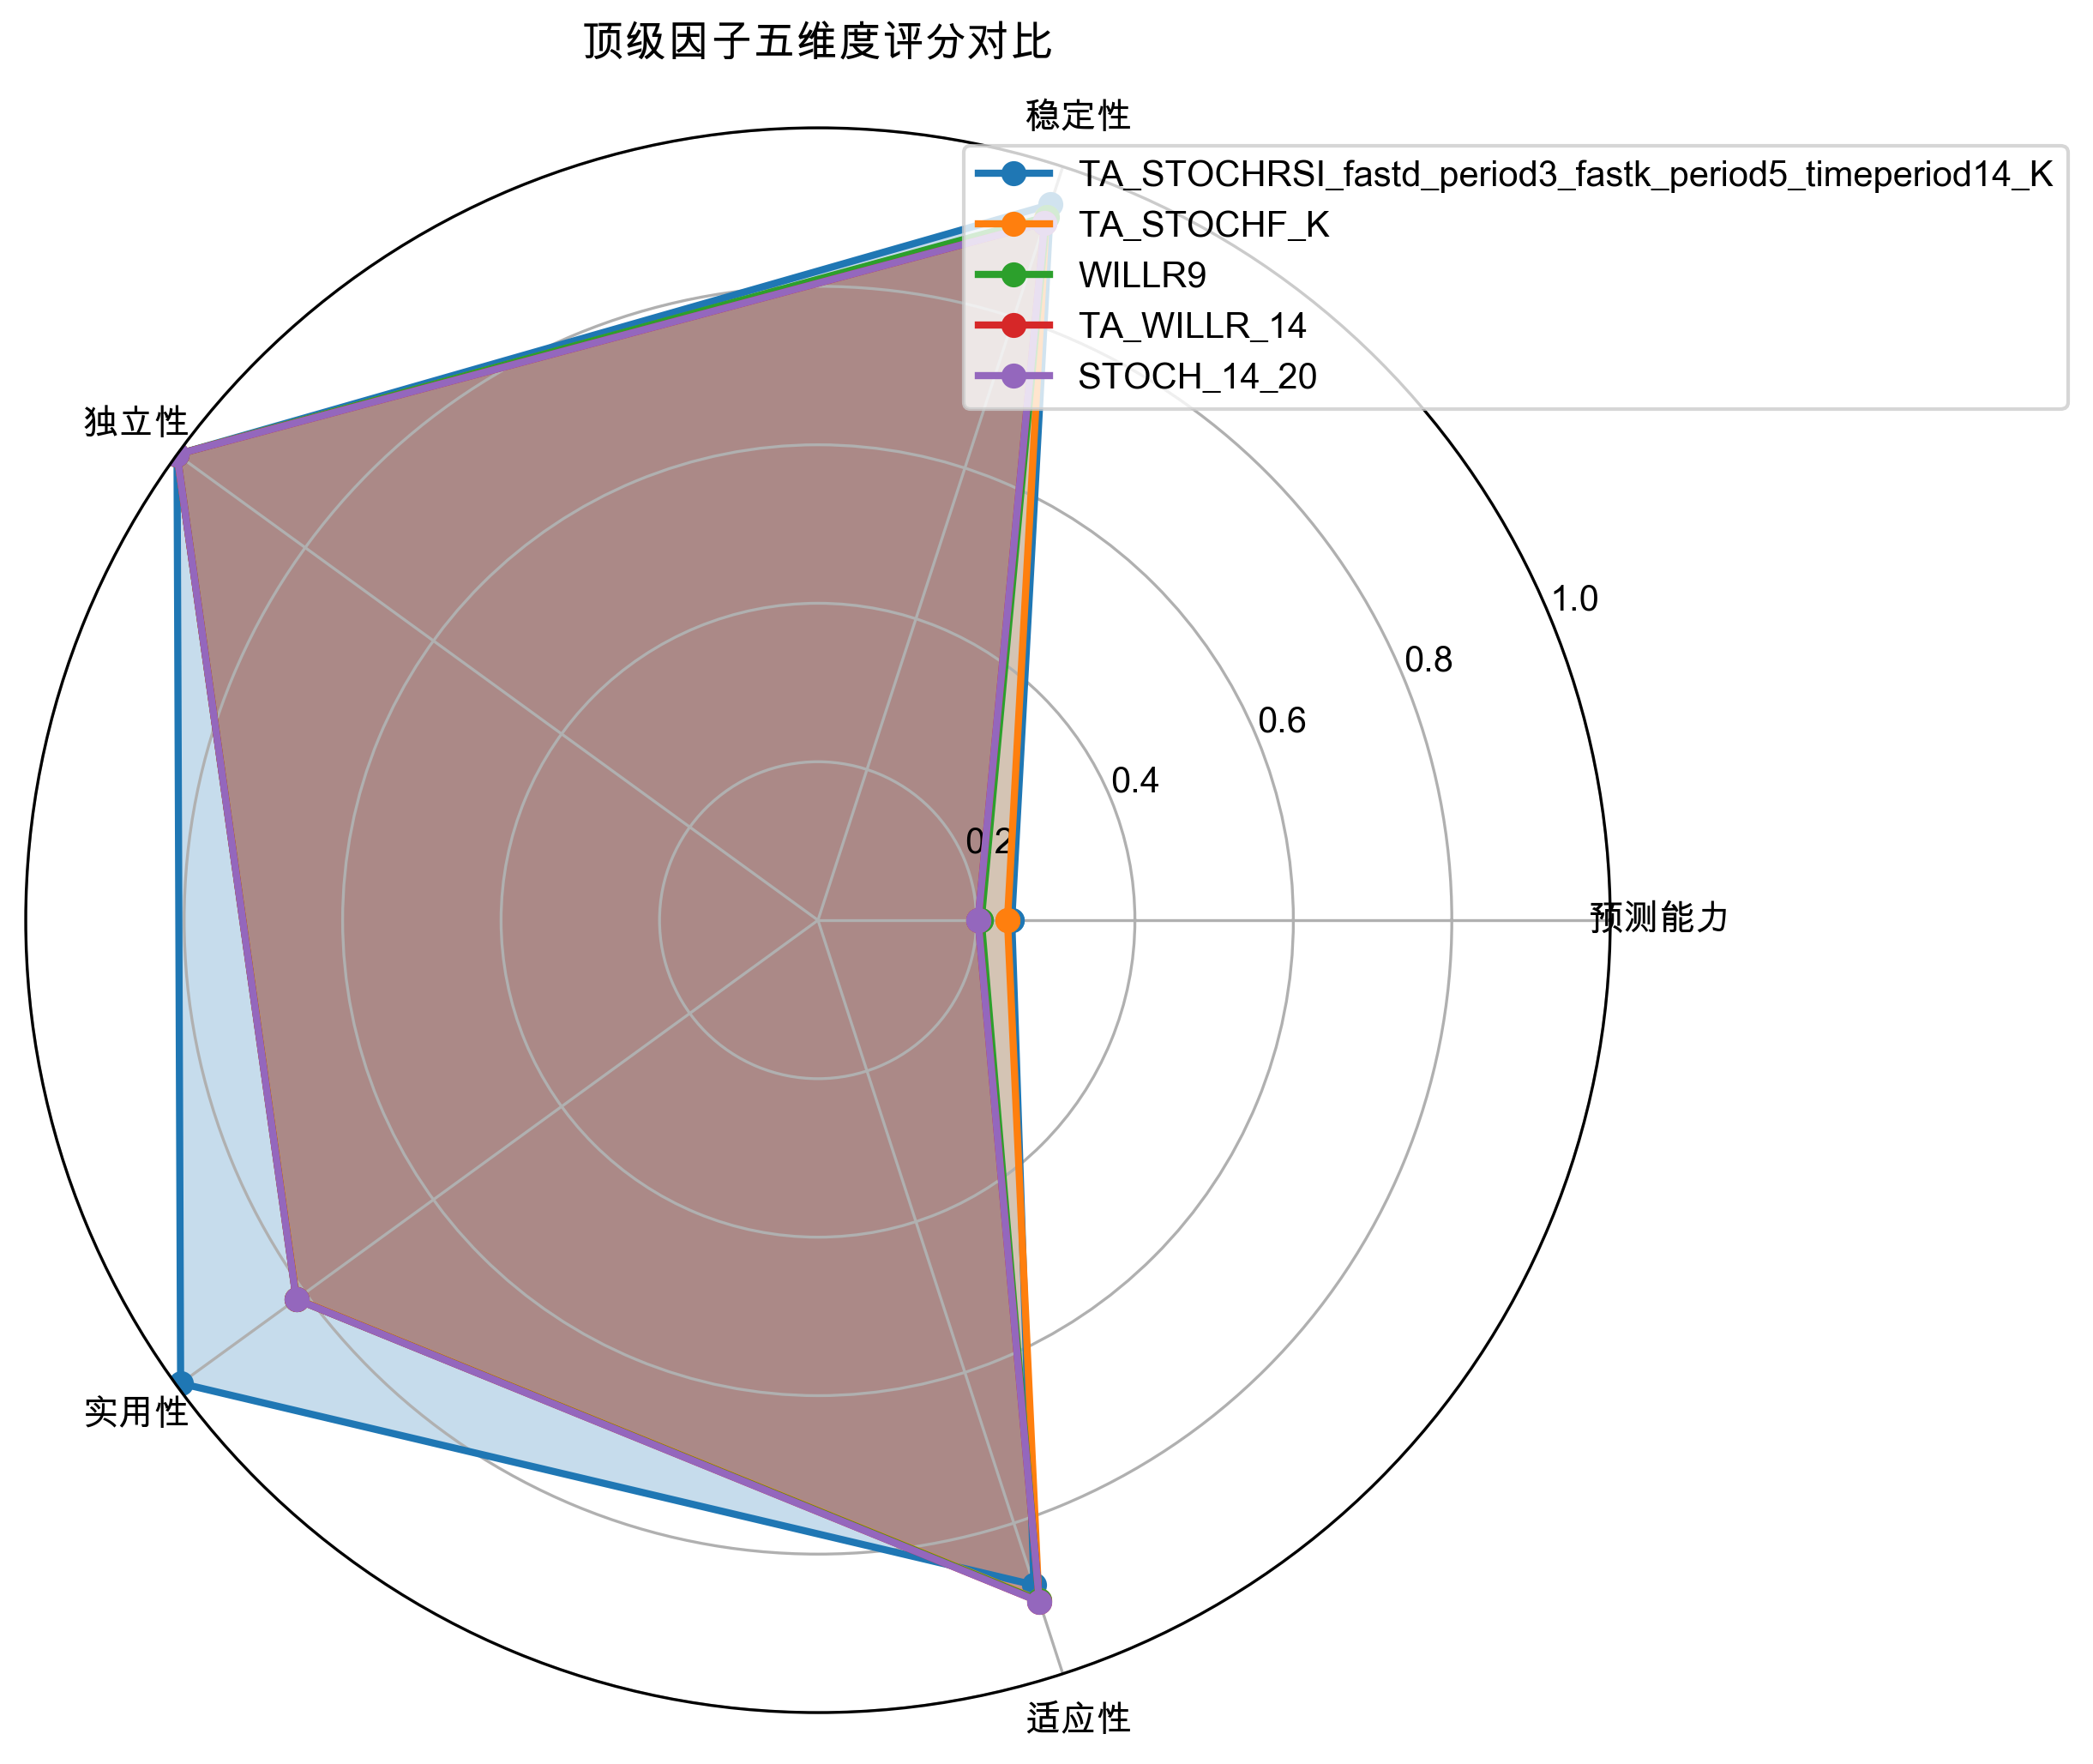 顶级因子五维度评分对比
稳定性
TA_STOCHRSI_fastd_period3_fastk_period5_timeperiod14_K
TA_STOCHF_K
WILLR9
TA_WILLR_14
STOCH_14_20
独立性
1.0
0.8
0.6
0.4
0.2
预测能力
实用性
适应性